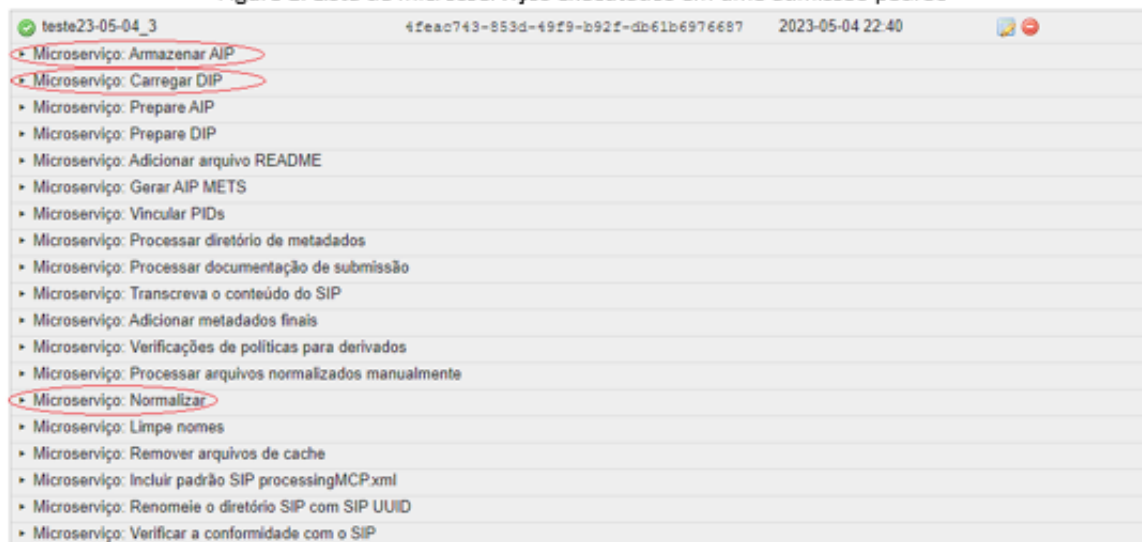 teste23-05-04_3 4feac743-853d-49f9-b92f-db61b6976687 2023-05-04 22:40
Microserviço: Armazenar AIP
Microserviço: Carregar DIP
Microserviço: Prepare AIP
Microserviço: Prepare DIP
Microserviço: Adicionar arquivo README
Microserviço: Gerar AIP METS
Microserviço: Vincular PIDs
Microserviço: Processar diretório de metadados
Microserviço: Processar documentação de submissão
Microserviço: Transcreva o conteúdo do SIP
Microserviço: Adicionar metadados finais
Microserviço: Verificações de políticas para derivados
Microserviço: Processar arquivos normalizados manualmente
Microserviço: Normalizar
Microserviço: Limpe nomes
Microserviço: Remover arquivos de cache
Microserviço: Incluir padrão SIP processingMCP.xml
Microserviço: Renomeie o diretório SIP com SIP UUID
Microserviço: Verificar a conformidade com o SIP